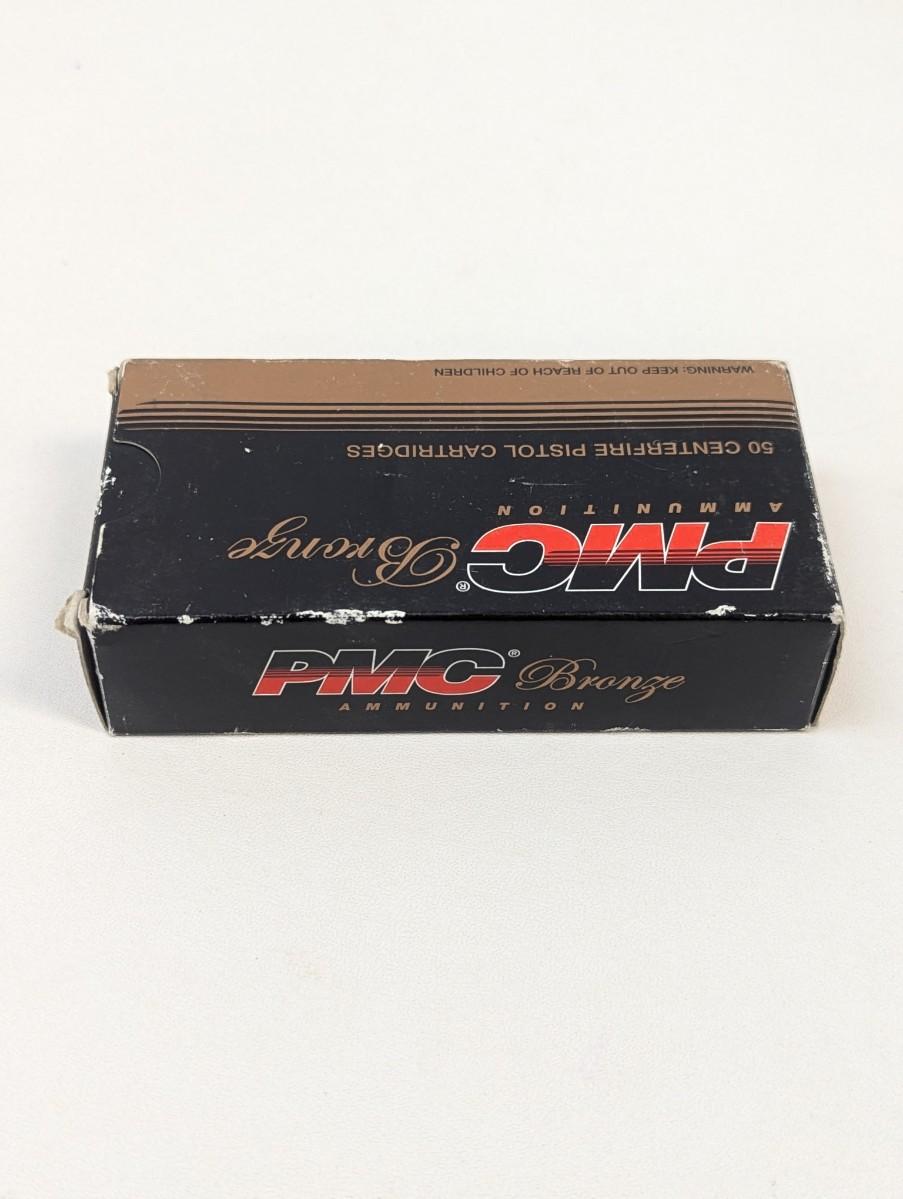 WARNING: KEEP OUT OF REACH OF CHILDREN
50 CENTERFIRE PISTOL CARTRIDGES
PMC® Bronze
AMMUNITION
PMC® Bronze
AMMUNITION